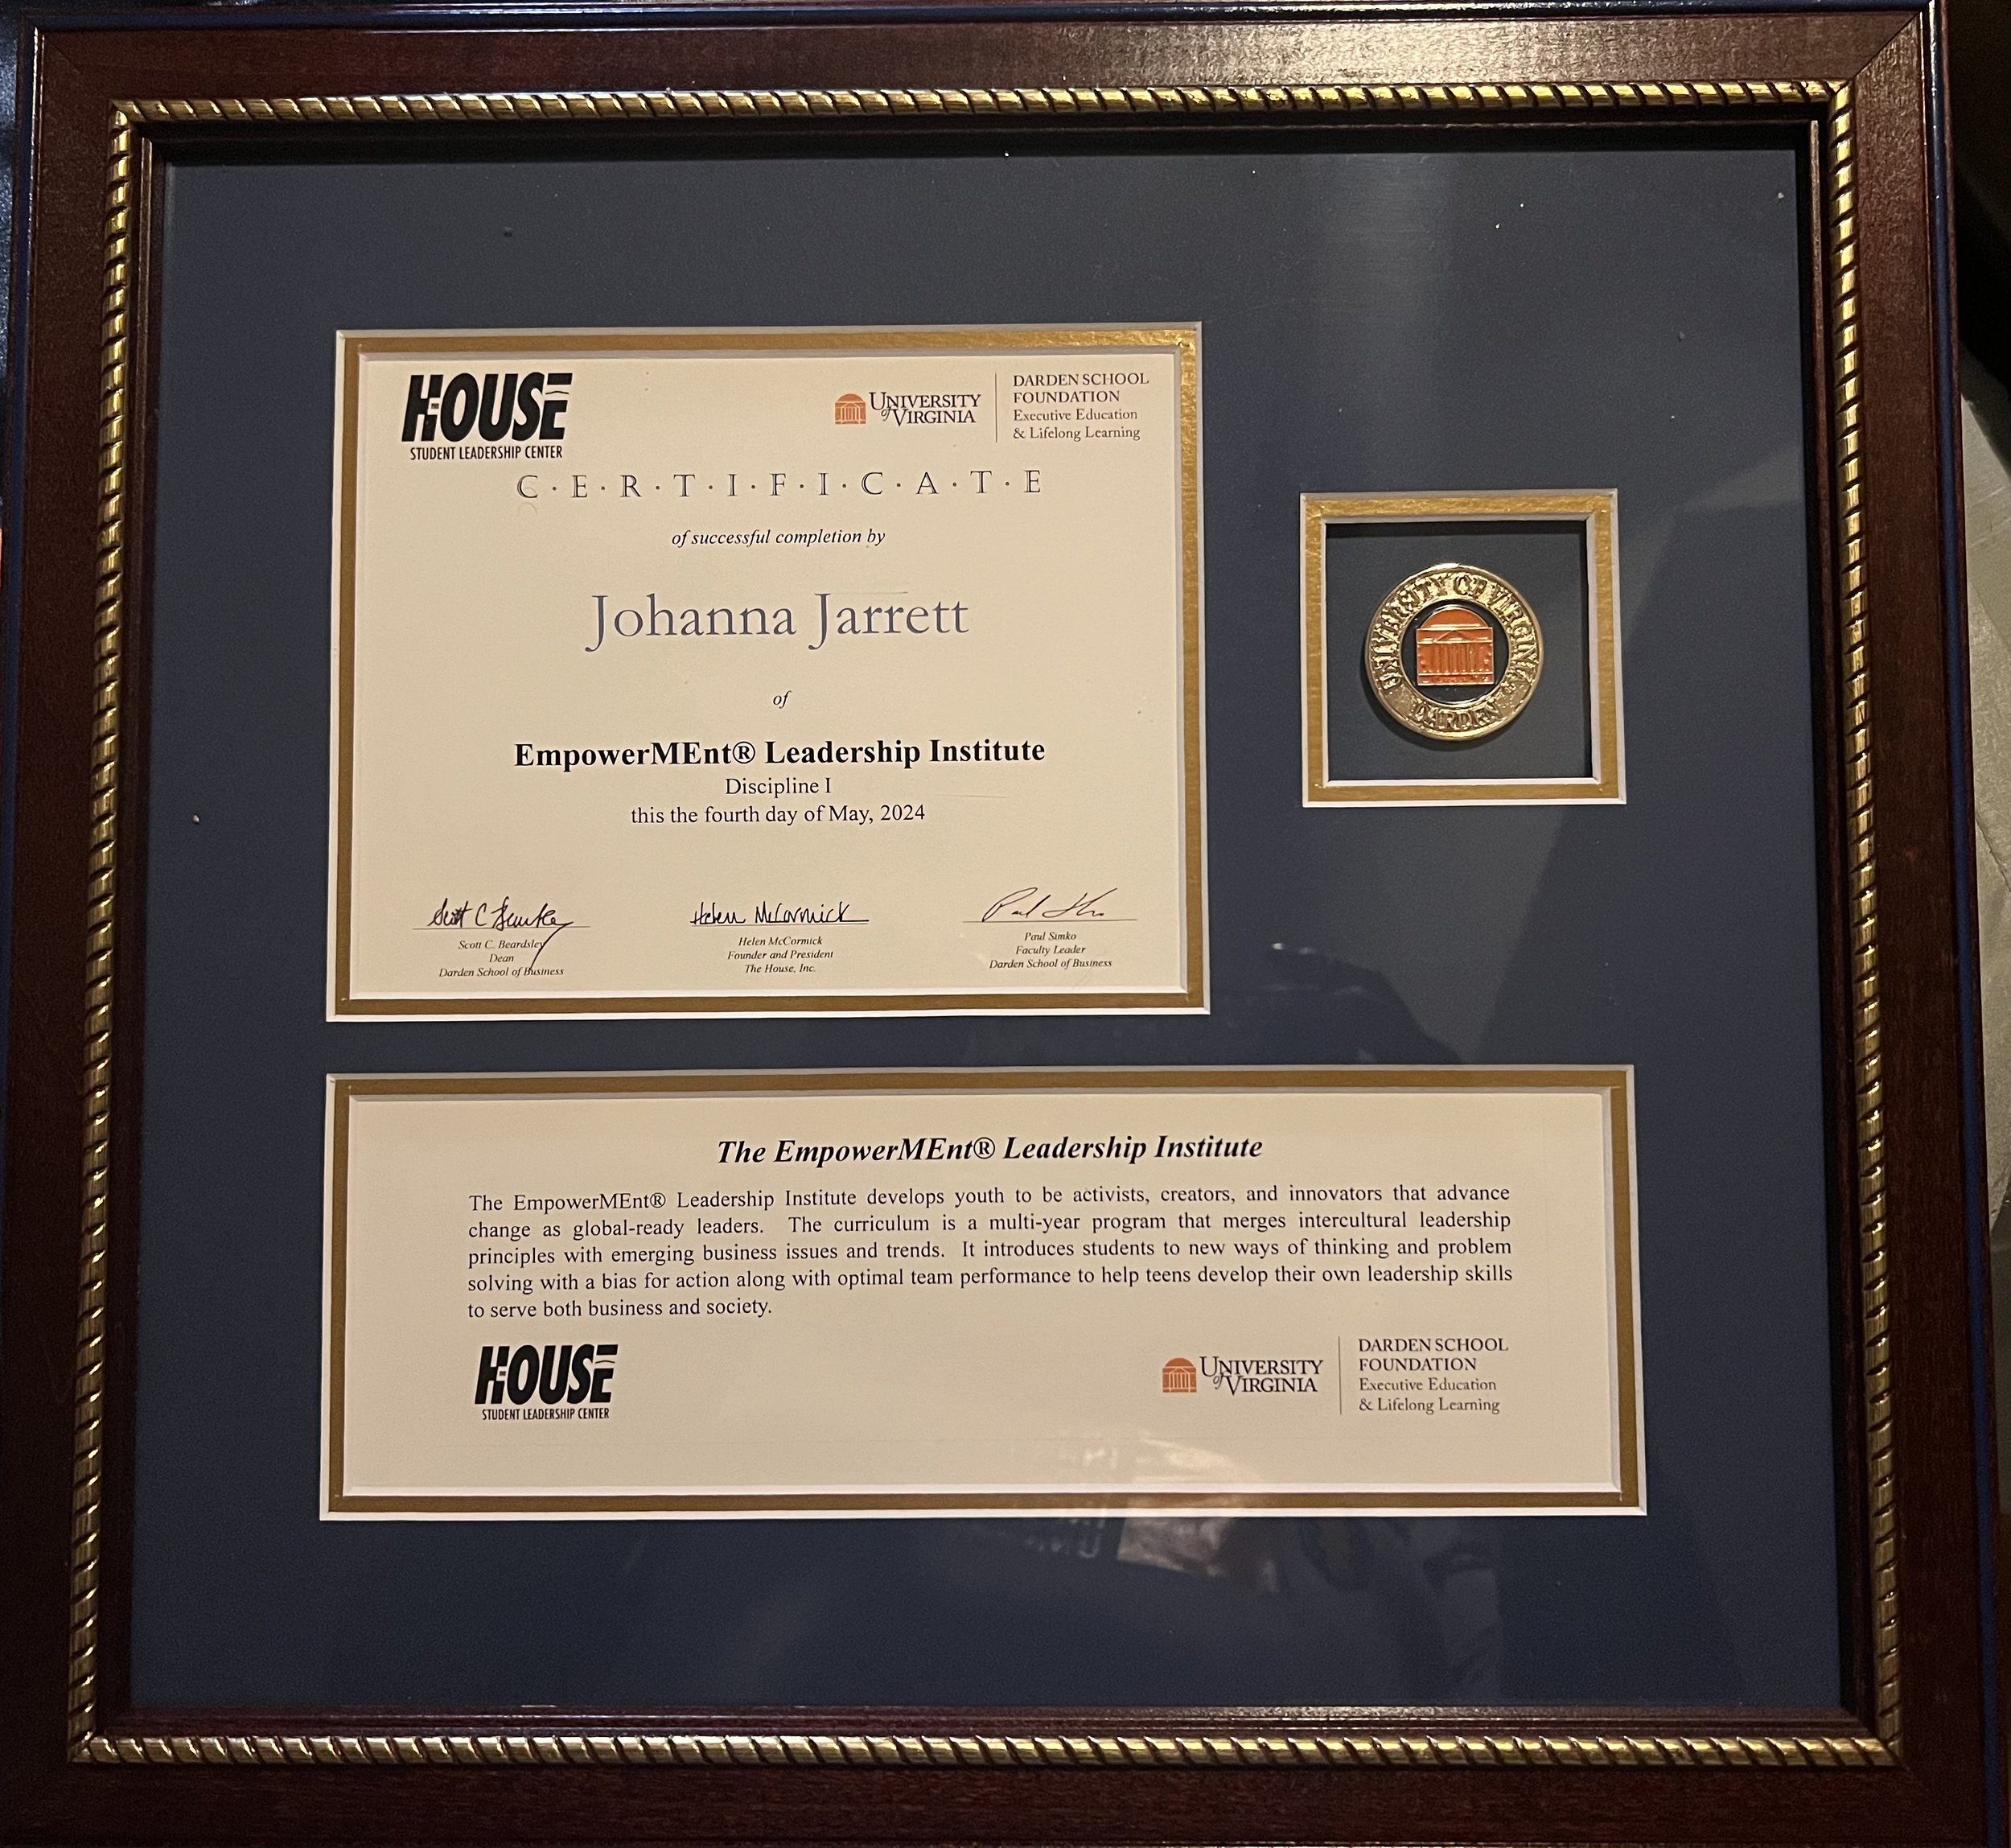 HOUSE
STUDENT LEADERSHIP CENTER
UNIVERSITY
of VIRGINIA
DARDEN SCHOOL
FOUNDATION
Executive Education
& Lifelong Learning
C·E·R·T·I·F·I·C·A·T·E
of successful completion by
Johanna Jarrett
of
EmpowerMEnt® Leadership Institute
Discipline I
this the fourth day of May, 2024
Scott C. Beardsley
Dean
Darden School of Business
Helen McCormick
Helen McCormick
Founder and President
The House, Inc.
Paul Simko
Faculty Leader
Darden School of Business
UNIVERSITY OF VIRGINIA
DARDEN
The EmpowerMEnt® Leadership Institute
The EmpowerMEnt® Leadership Institute develops youth to be activists, creators, and innovators that advance
change as global-ready leaders. The curriculum is a multi-year program that merges intercultural leadership
principles with emerging business issues and trends. It introduces students to new ways of thinking and problem
solving with a bias for action along with optimal team performance to help teens develop their own leadership skills
to serve both business and society.
HOUSE
STUDENT LEADERSHIP CENTER
UNIVERSITY
of VIRGINIA
DARDEN SCHOOL
FOUNDATION
Executive Education
& Lifelong Learning